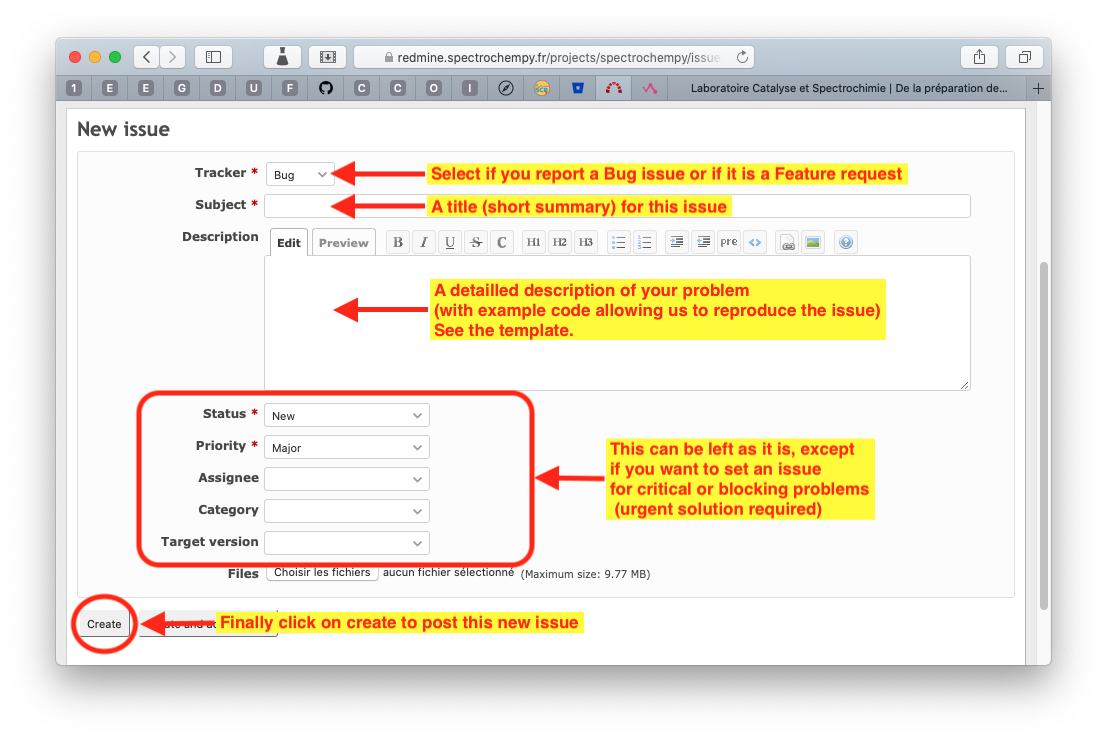 redmine.spectrochempy.fr/projects/spectrochempy/issue
1 E E G D U F C C O I Laboratoire Catalyse et Spectrochimie | De la préparation de... +
New issue
Tracker * Bug Select if you report a Bug issue or if it is a Feature request
Subject * A title (short summary) for this issue
Description Edit Preview B I U S C H1 H2 H3 pre <>
A detailled description of your problem
(with example code allowing us to reproduce the issue)
See the template.
Status * New
Priority * Major
Assignee
Category
Target version
This can be left as it is, except
if you want to set an issue
for critical or blocking problems
(urgent solution required)
Files Choisir les fichiers aucun fichier sélectionné (Maximum size: 9.77 MB)
Create Finally click on create to post this new issue